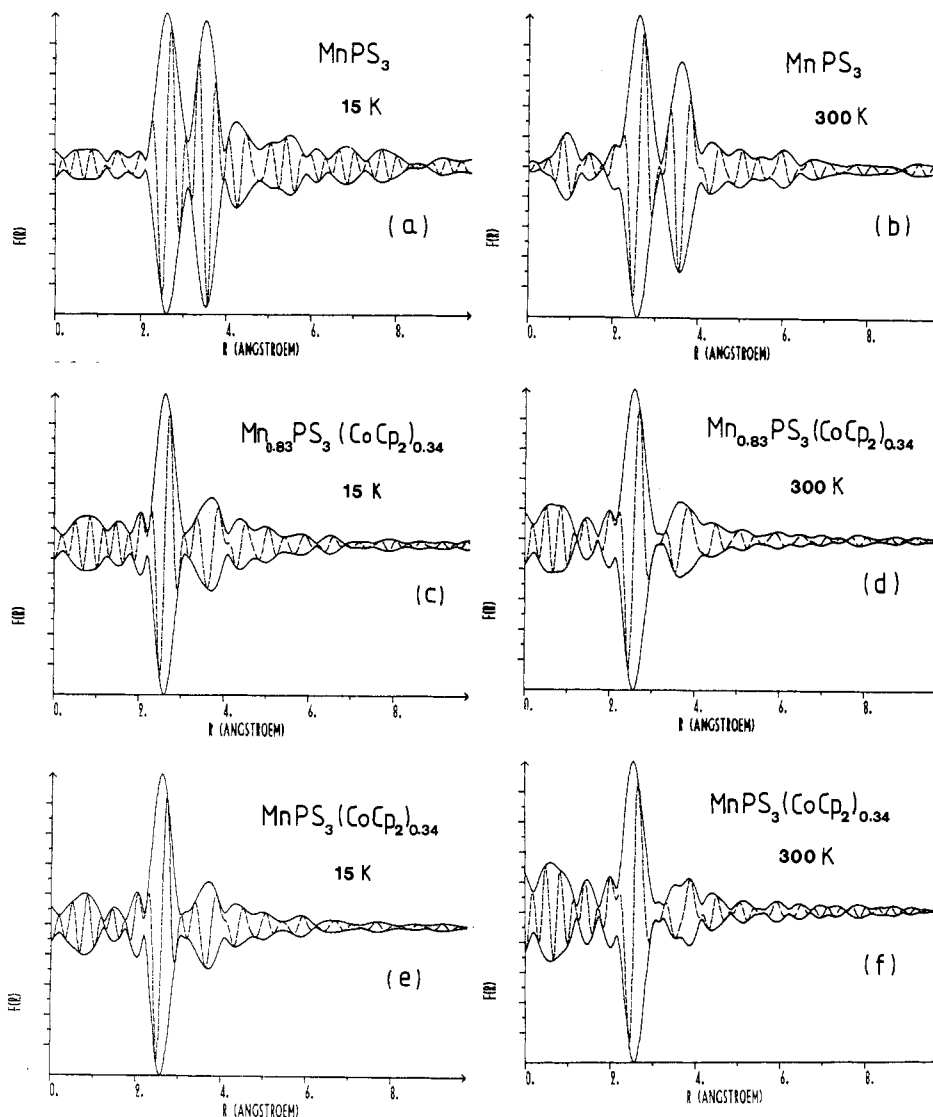 MnPS3
15 K
(a)
F(R)
0. 2. 4. 6. 8.
R (ANGSTROEM)
MnPS3
300 K
(b)
F(R)
0. 2. 4. 6. 8.
R (ANGSTROEM)
Mn0.83PS3(CoCp2)0.34
15 K
(c)
F(R)
0. 2. 4. 6. 8.
R (ANGSTROEM)
Mn0.83PS3(CoCp2)0.34
300 K
(d)
F(R)
0. 2. 4. 6. 8.
R (ANGSTROEM)
MnPS3(CoCp2)0.34
15 K
(e)
F(R)
0. 2. 4. 6. 8.
R (ANGSTROEM)
MnPS3(CoCp2)0.34
300 K
(f)
F(R)
0. 2. 4. 6. 8.
R (ANGSTROEM)